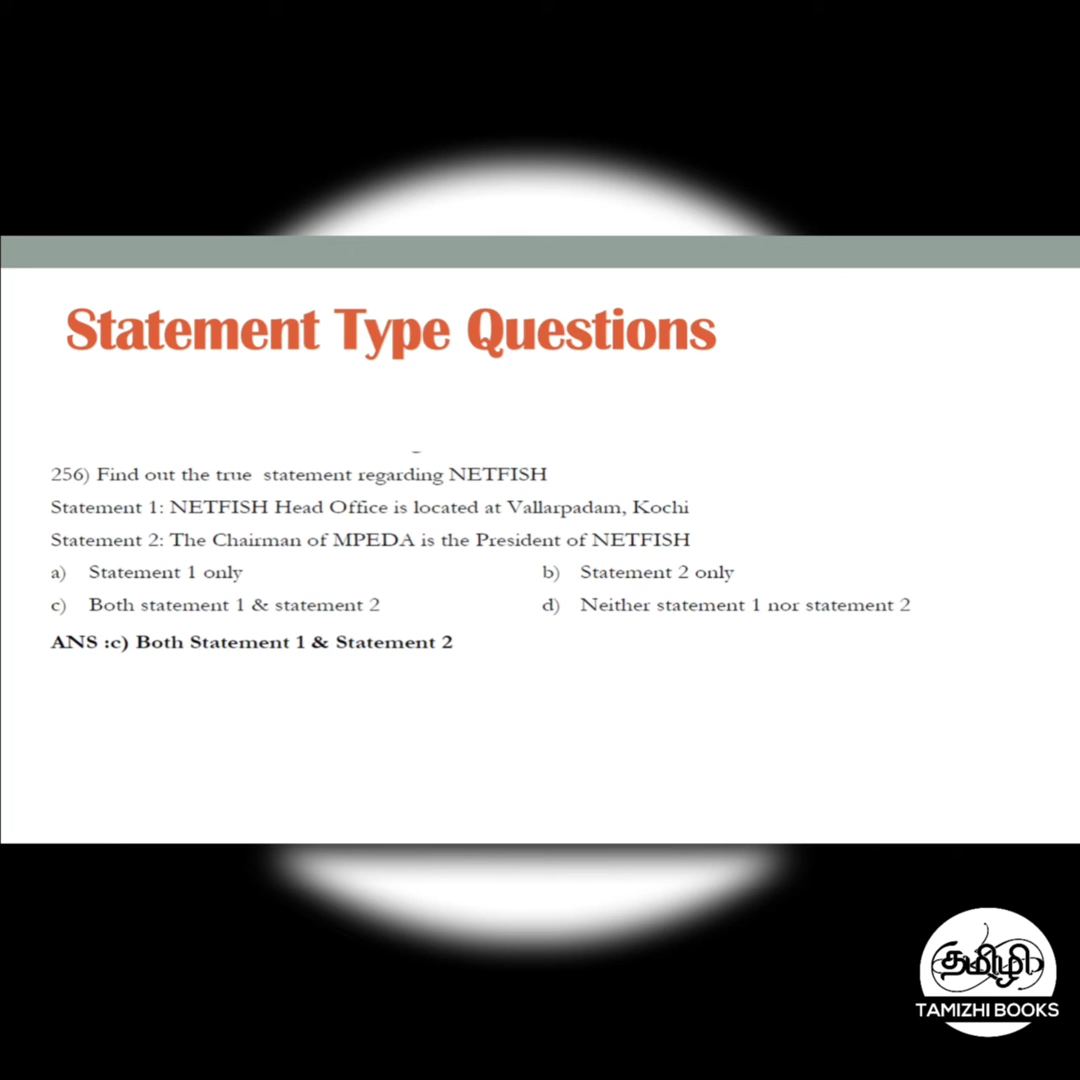 Statement Type Questions
256) Find out the true statement regarding NETFISH
Statement 1: NETFISH Head Office is located at Vallarpadam, Kochi
Statement 2: The Chairman of MPEDA is the President of NETFISH
a) Statement 1 only b) Statement 2 only
c) Both statement 1 & statement 2 d) Neither statement 1 nor statement 2
ANS :c) Both Statement 1 & Statement 2
தமிழி
TAMIZHI BOOKS